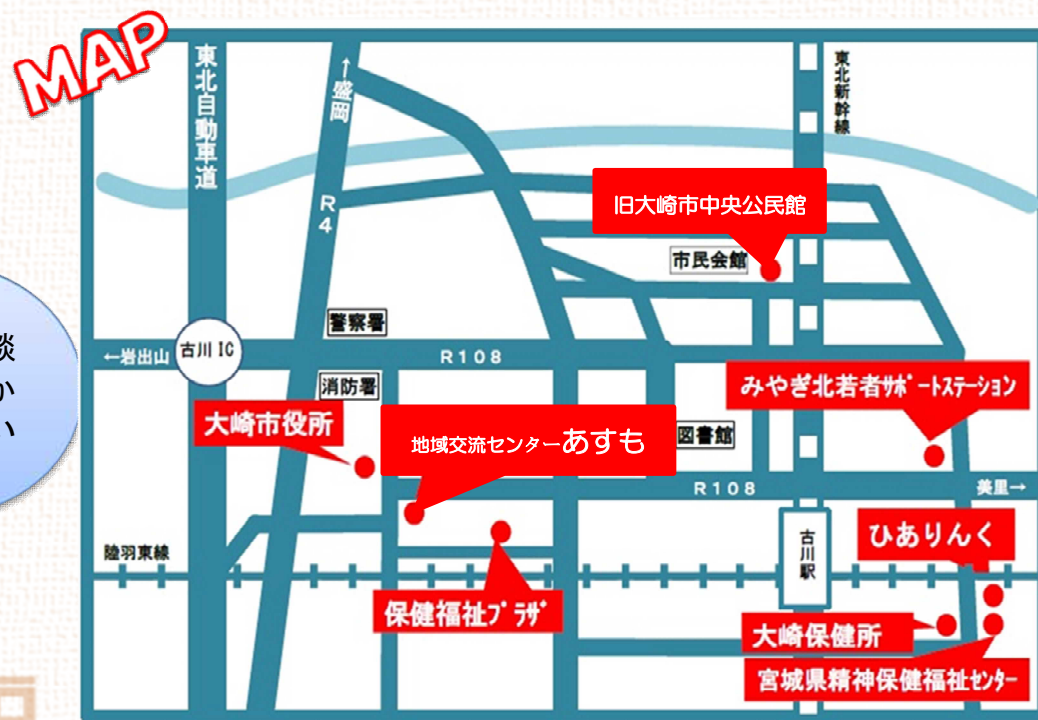 MAP
東北自動車道
↑盛岡
R4
東北新幹線
旧大崎市中央公民館
市民会館
警察署
←岩出山
古川 IC
R108
消防署
みやぎ北若者サポートステーション
大崎市役所
地域交流センターあすも
図書館
談
か
い
R108
美里→
ひありんく
古川駅
陸羽東線
保健福祉プラザ
大崎保健所
宮城県精神保健福祉センター